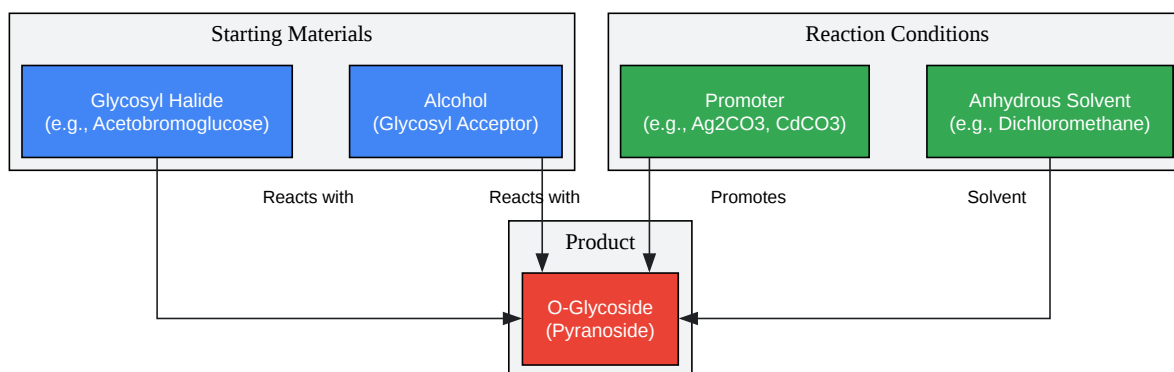 Starting Materials
Reaction Conditions
Glycosyl Halide
(e.g., Acetobromoglucose)
Alcohol
(Glycosyl Acceptor)
Promoter
(e.g., Ag2CO3, CdCO3)
Anhydrous Solvent
(e.g., Dichloromethane)
Reacts with
Reacts with
Promotes
Solvent
Product
O-Glycoside
(Pyranoside)